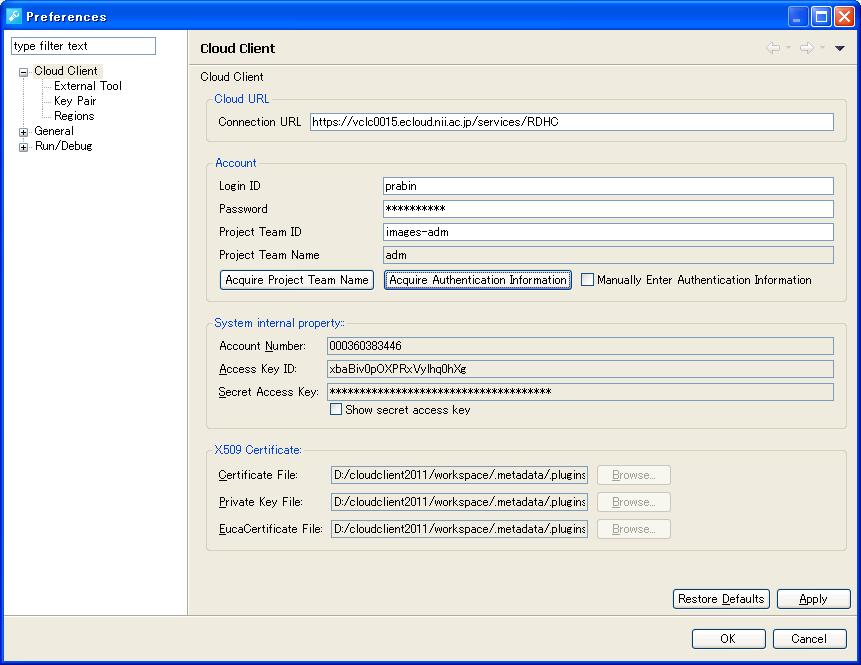 Preferences
type filter text
Cloud Client
External Tool
Key Pair
Regions
General
Run/Debug
Cloud Client
Cloud Client
Cloud URL
Connection URL https://vclc0015.ecloud.nii.ac.jp/services/RDHC
Account
Login ID prabin
Password **********
Project Team ID images-adm
Project Team Name adm
Acquire Project Team Name Acquire Authentication Information Manually Enter Authentication Information
System internal property::
Account Number: 000360383446
Access Key ID: xbaBiv0pOXPRxVylhq0hXg
Secret Access Key: *************************************
Show secret access key
X509 Certificate:
Certificate File: D:/cloudclient2011/workspace/.metadata/.plugins Browse...
Private Key File: D:/cloudclient2011/workspace/.metadata/.plugins Browse...
EucaCertificate File: D:/cloudclient2011/workspace/.metadata/.plugins Browse...
Restore Defaults Apply
OK Cancel